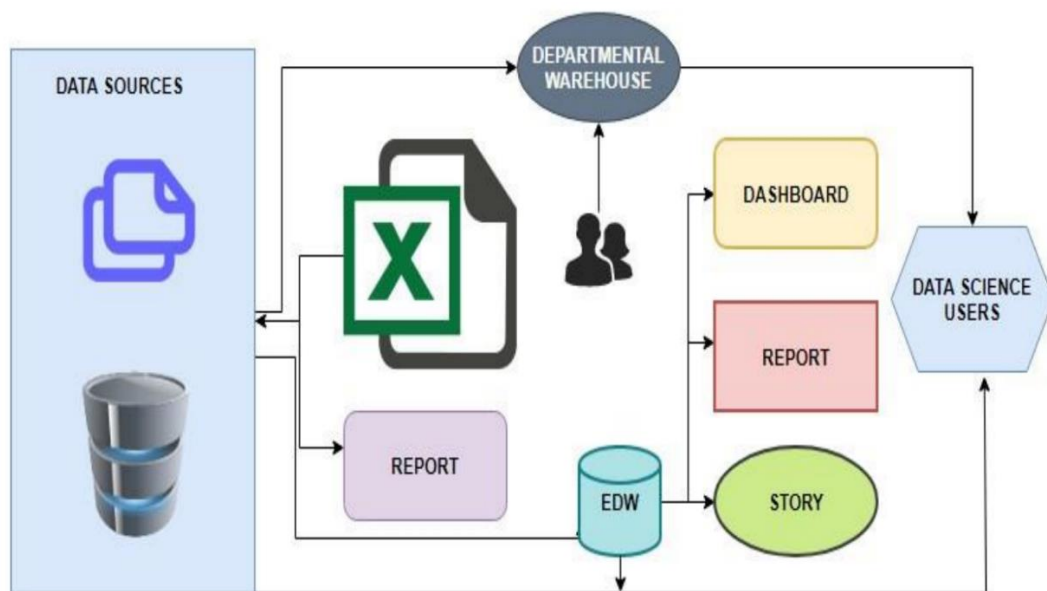 DATA SOURCES
DEPARTMENTAL
WAREHOUSE
X
DASHBOARD
DATA SCIENCE
USERS
REPORT
REPORT
EDW
STORY